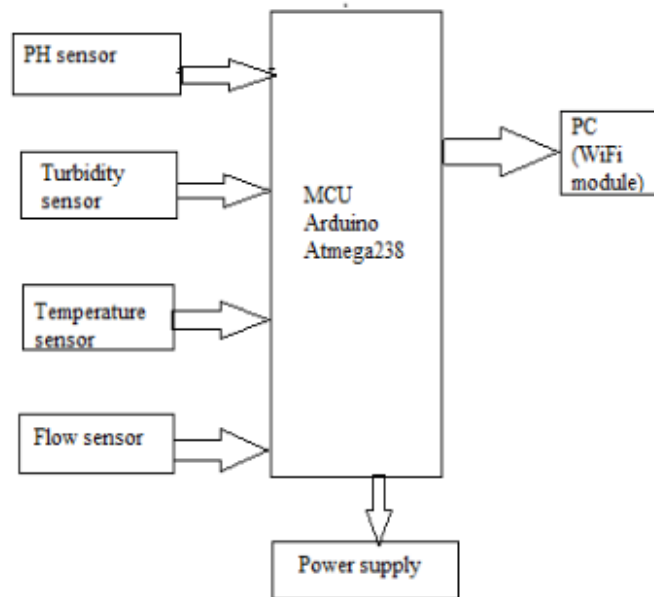 PH sensor
Turbidity
sensor
Temperature
sensor
Flow sensor
MCU
Arduino
Atmega238
PC
(WiFi
module)
Power supply